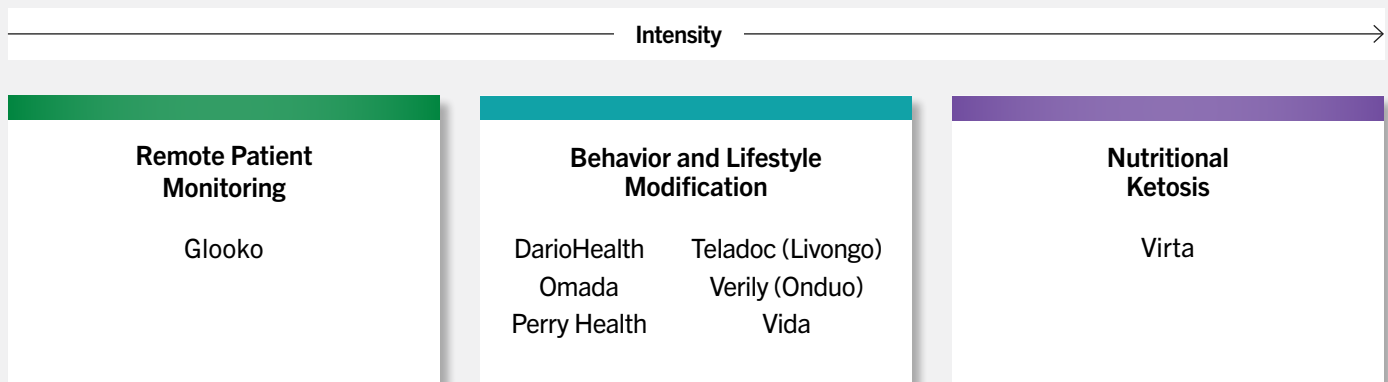 Intensity
Remote Patient
Monitoring
Glooko
Behavior and Lifestyle
Modification
DarioHealth
Omada
Perry Health
Teladoc (Livongo)
Verily (Onduo)
Vida
Nutritional
Ketosis
Virta